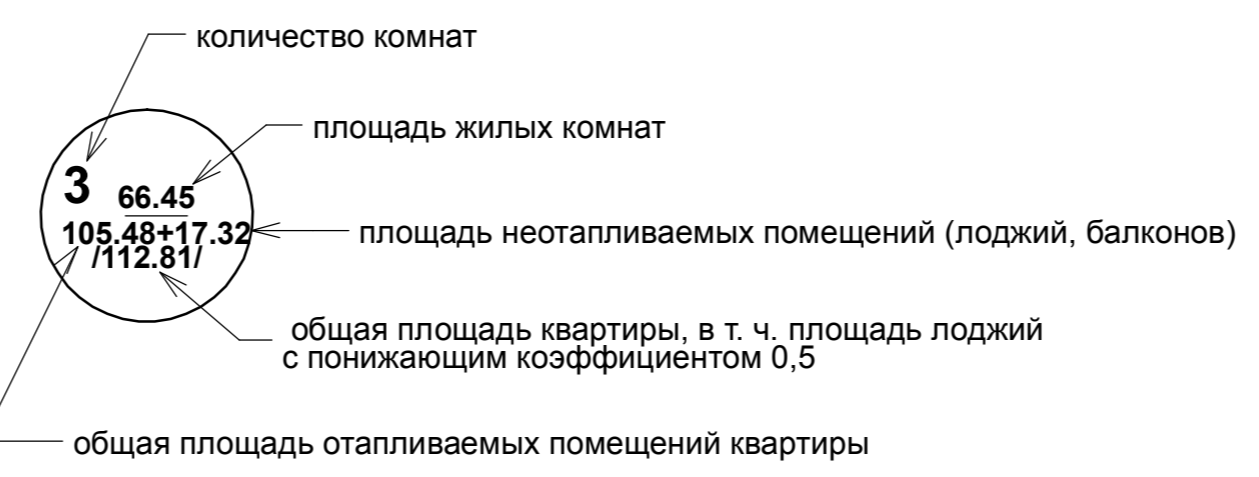 количество комнат
площадь жилых комнат
3
66.45
105.48+17.32
/112.81/
площадь неотапливаемых помещений (лоджий, балконов)
общая площадь квартиры, в т. ч. площадь лоджий
с понижающим коэффициентом 0,5
общая площадь отапливаемых помещений квартиры